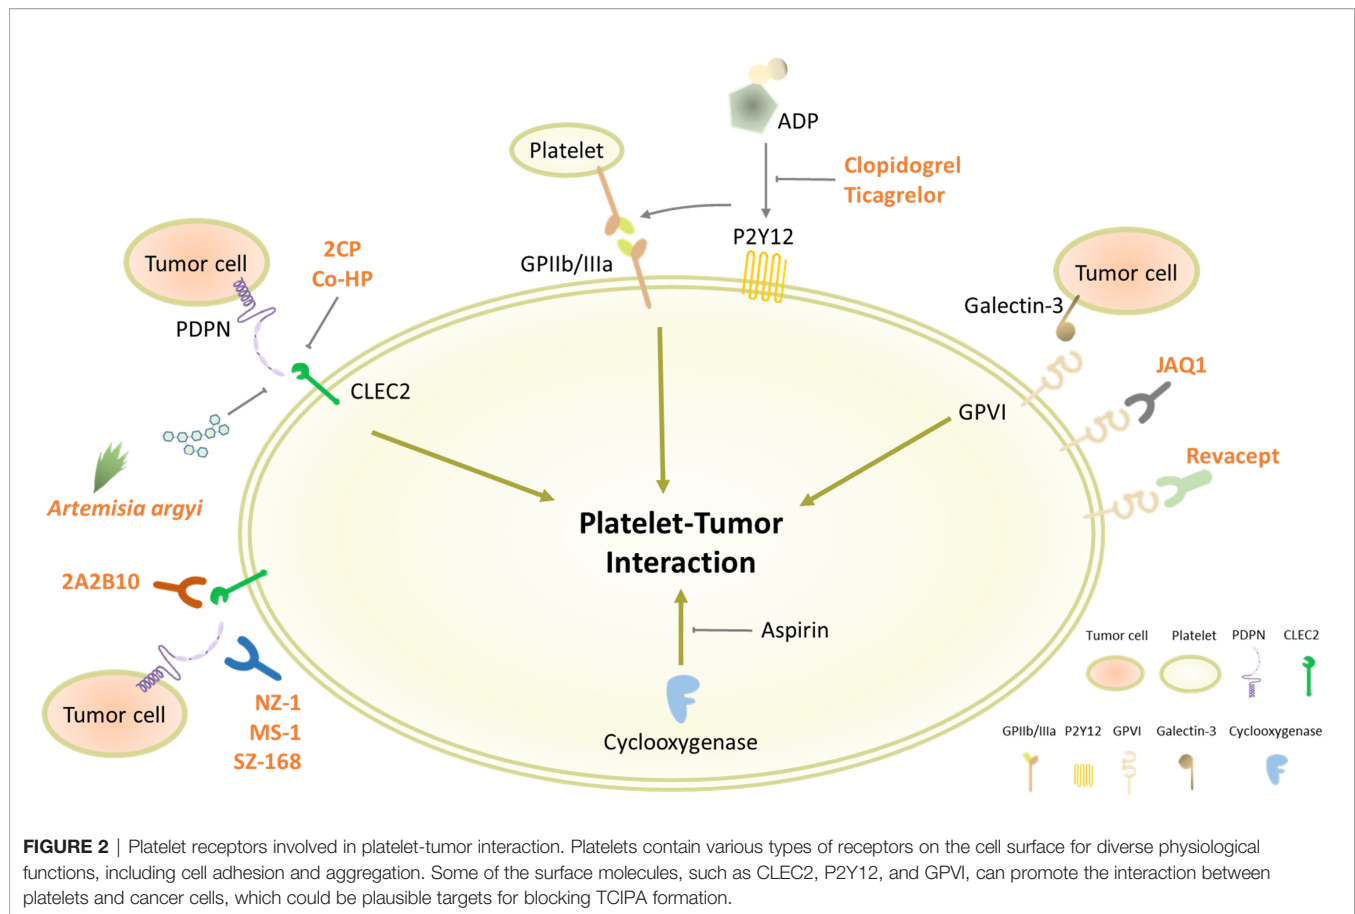 ADP
Platelet
Clopidogrel
Ticagrelor
P2Y12
GPIIb/IIIa
Tumor cell
2CP
Co-HP
PDPN
CLEC2
Tumor cell
Galectin-3
JAQ1
GPVI
Revacept
Artemisia argyi
Platelet-Tumor
Interaction
2A2B10
Tumor cell
NZ-1
MS-1
SZ-168
Aspirin
Cyclooxygenase
Tumor cell Platelet PDPN CLEC2
GPIIb/IIIa P2Y12 GPVI Galectin-3 Cyclooxygenase
FIGURE 2 | Platelet receptors involved in platelet-tumor interaction. Platelets contain various types of receptors on the cell surface for diverse physiological
functions, including cell adhesion and aggregation. Some of the surface molecules, such as CLEC2, P2Y12, and GPVI, can promote the interaction between
platelets and cancer cells, which could be plausible targets for blocking TCIPA formation.